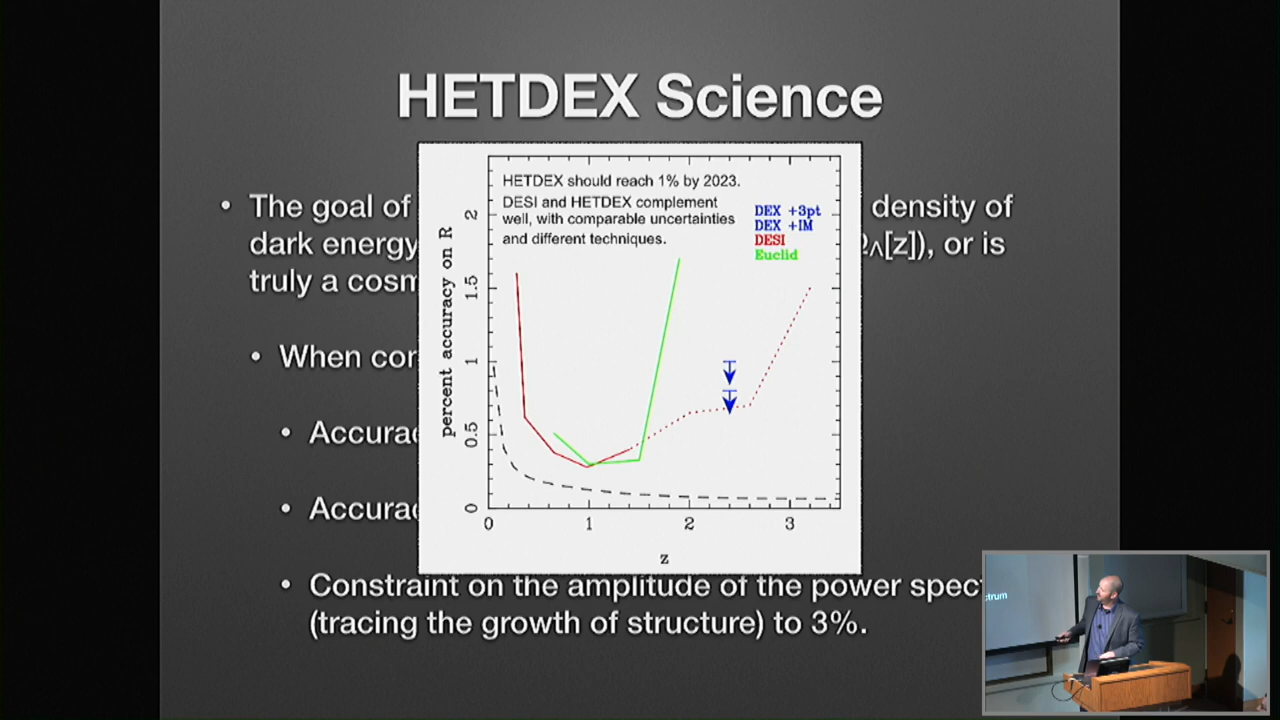 HETDEX Science
• The goal of
density of
dark energy
Ω∧[z]), or is
truly a cosm
• When con
• Accurac
• Accurac
• Constraint on the amplitude of the power spec
(tracing the growth of structure) to 3%.
HETDEX should reach 1% by 2023.
DESI and HETDEX complement
well, with comparable uncertainties
and different techniques.
DEX +3pt
DEX +IM
DESI
Euclid
percent accuracy on R
2
1.5
1
0.5
0
0
1
2
3
z
ctrum